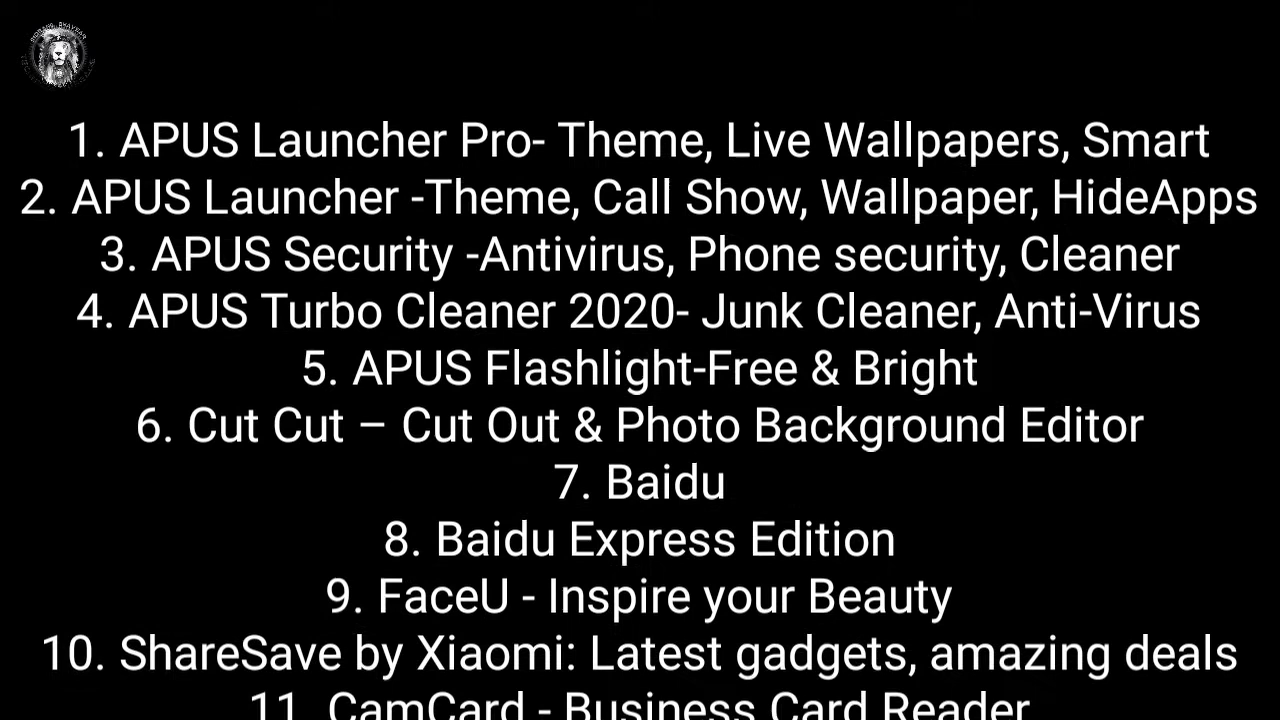 1. APUS Launcher Pro- Theme, Live Wallpapers, Smart
2. APUS Launcher -Theme, Call Show, Wallpaper, HideApps
3. APUS Security -Antivirus, Phone security, Cleaner
4. APUS Turbo Cleaner 2020- Junk Cleaner, Anti-Virus
5. APUS Flashlight-Free & Bright
6. Cut Cut – Cut Out & Photo Background Editor
7. Baidu
8. Baidu Express Edition
9. FaceU - Inspire your Beauty
10. ShareSave by Xiaomi: Latest gadgets, amazing deals
11. CamCard - Business Card Reader